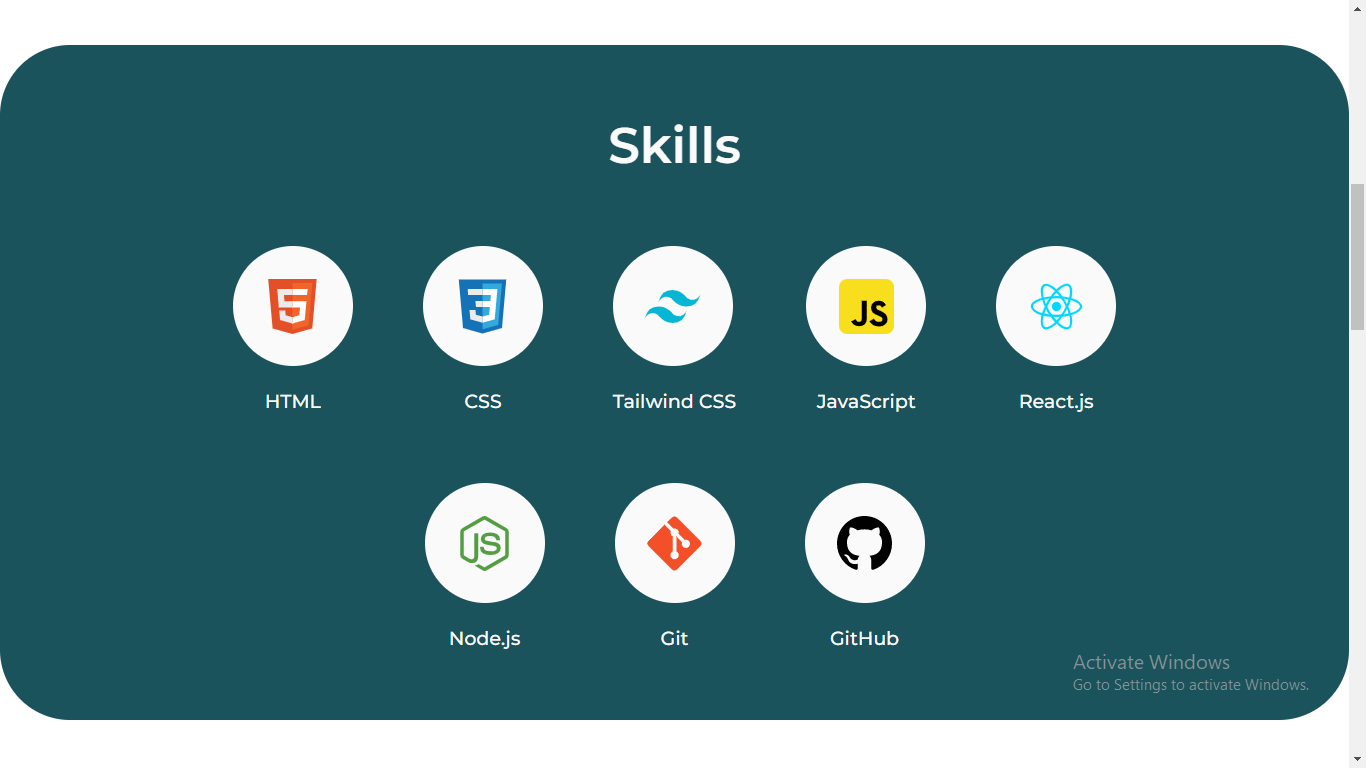 Skills
JS
HTML
CSS
Tailwind CSS
JavaScript
React.js
JS
Node.js
Git
GitHub
Activate Windows
Go to Settings to activate Windows.